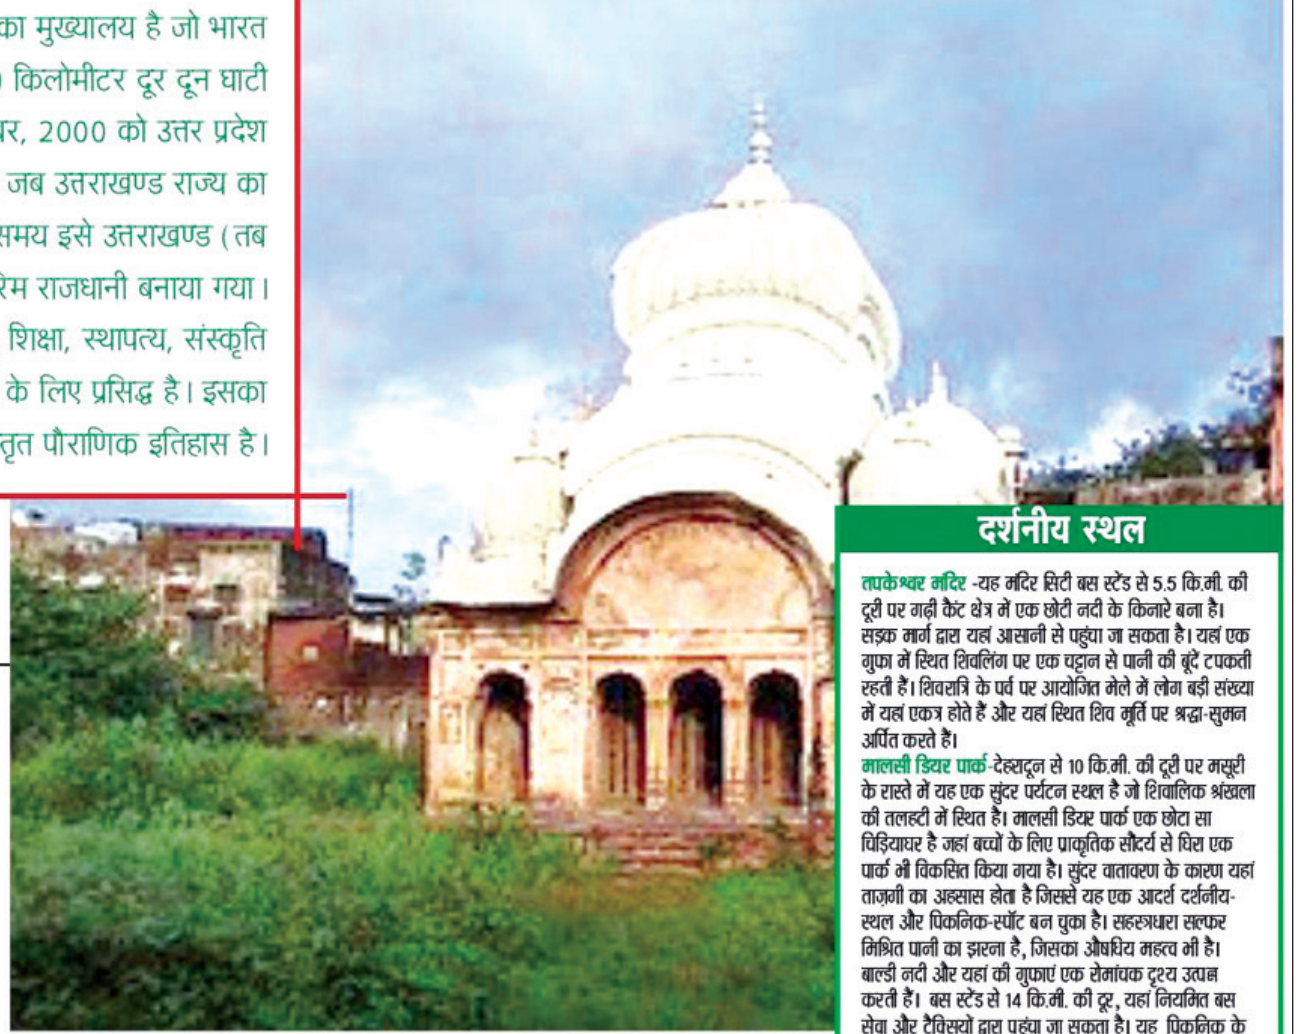 का मुख्यालय है जो भारत
किलोमीटर दूर दून घाटी
2000 को उत्तर प्रदेश
जब उत्तराखण्ड राज्य का
समय इसे उत्तराखण्ड (तब
राजधानी बनाया गया।
शिक्षा, स्थापत्य, संस्कृति
के लिए प्रसिद्ध है। इसका
पौराणिक इतिहास है।
दर्शनीय स्थल
तपकेश्वर मंदिर -यह मंदिर सिटी बस स्टेंड से 5.5 कि.मी. की
दूरी पर गढ़ी कैंट क्षेत्र में एक छोटी नदी के किनारे बना है।
सड़क मार्ग द्वारा यहां आसानी से पहुंचा जा सकता है। यहां एक
गुफा में स्थित शिवलिंग पर एक चट्टान से पानी की बूंदें टपकती
रहती हैं। शिवरात्रि के पर्व पर आयोजित मेले में लोग बड़ी संख्या
में यहां एकत्र होते हैं और यहां स्थित शिव मूर्ति पर श्रद्धा-सुमन
अर्पित करते हैं।
मालसी डियर पार्क-देहरादून से 10 कि.मी. की दूरी पर मसूरी
के रास्ते में यह एक सुंदर पर्यटन स्थल है जो शिवालिक श्रंखला
की तलहटी में स्थित है। मालसी डियर पार्क एक छोटा सा
चिड़ियाघर है जहां बच्चों के लिए प्राकृतिक सौंदर्य से घिरा एक
पार्क भी विकसित किया गया है। सुंदर वातावरण के कारण यहां
ताज़गी का अहसास होता है जिससे यह एक आदर्श दर्शनीय-
स्थल और पिकनिक-स्पॉट बन चुका है। सहस्त्रधारा सल्फर
मिश्रित पानी का झरना है, जिसका औषधिय महत्व भी है।
बाल्डी नदी और यहां की गुफाएं एक रोमांचक दृश्य उत्पन्न
करती हैं। बस स्टेंड से 14 कि.मी. की दूर, यहां नियमित बस
सेवा और टैक्सियों द्वारा पहुंचा जा सकता है। यह पिकनिक के